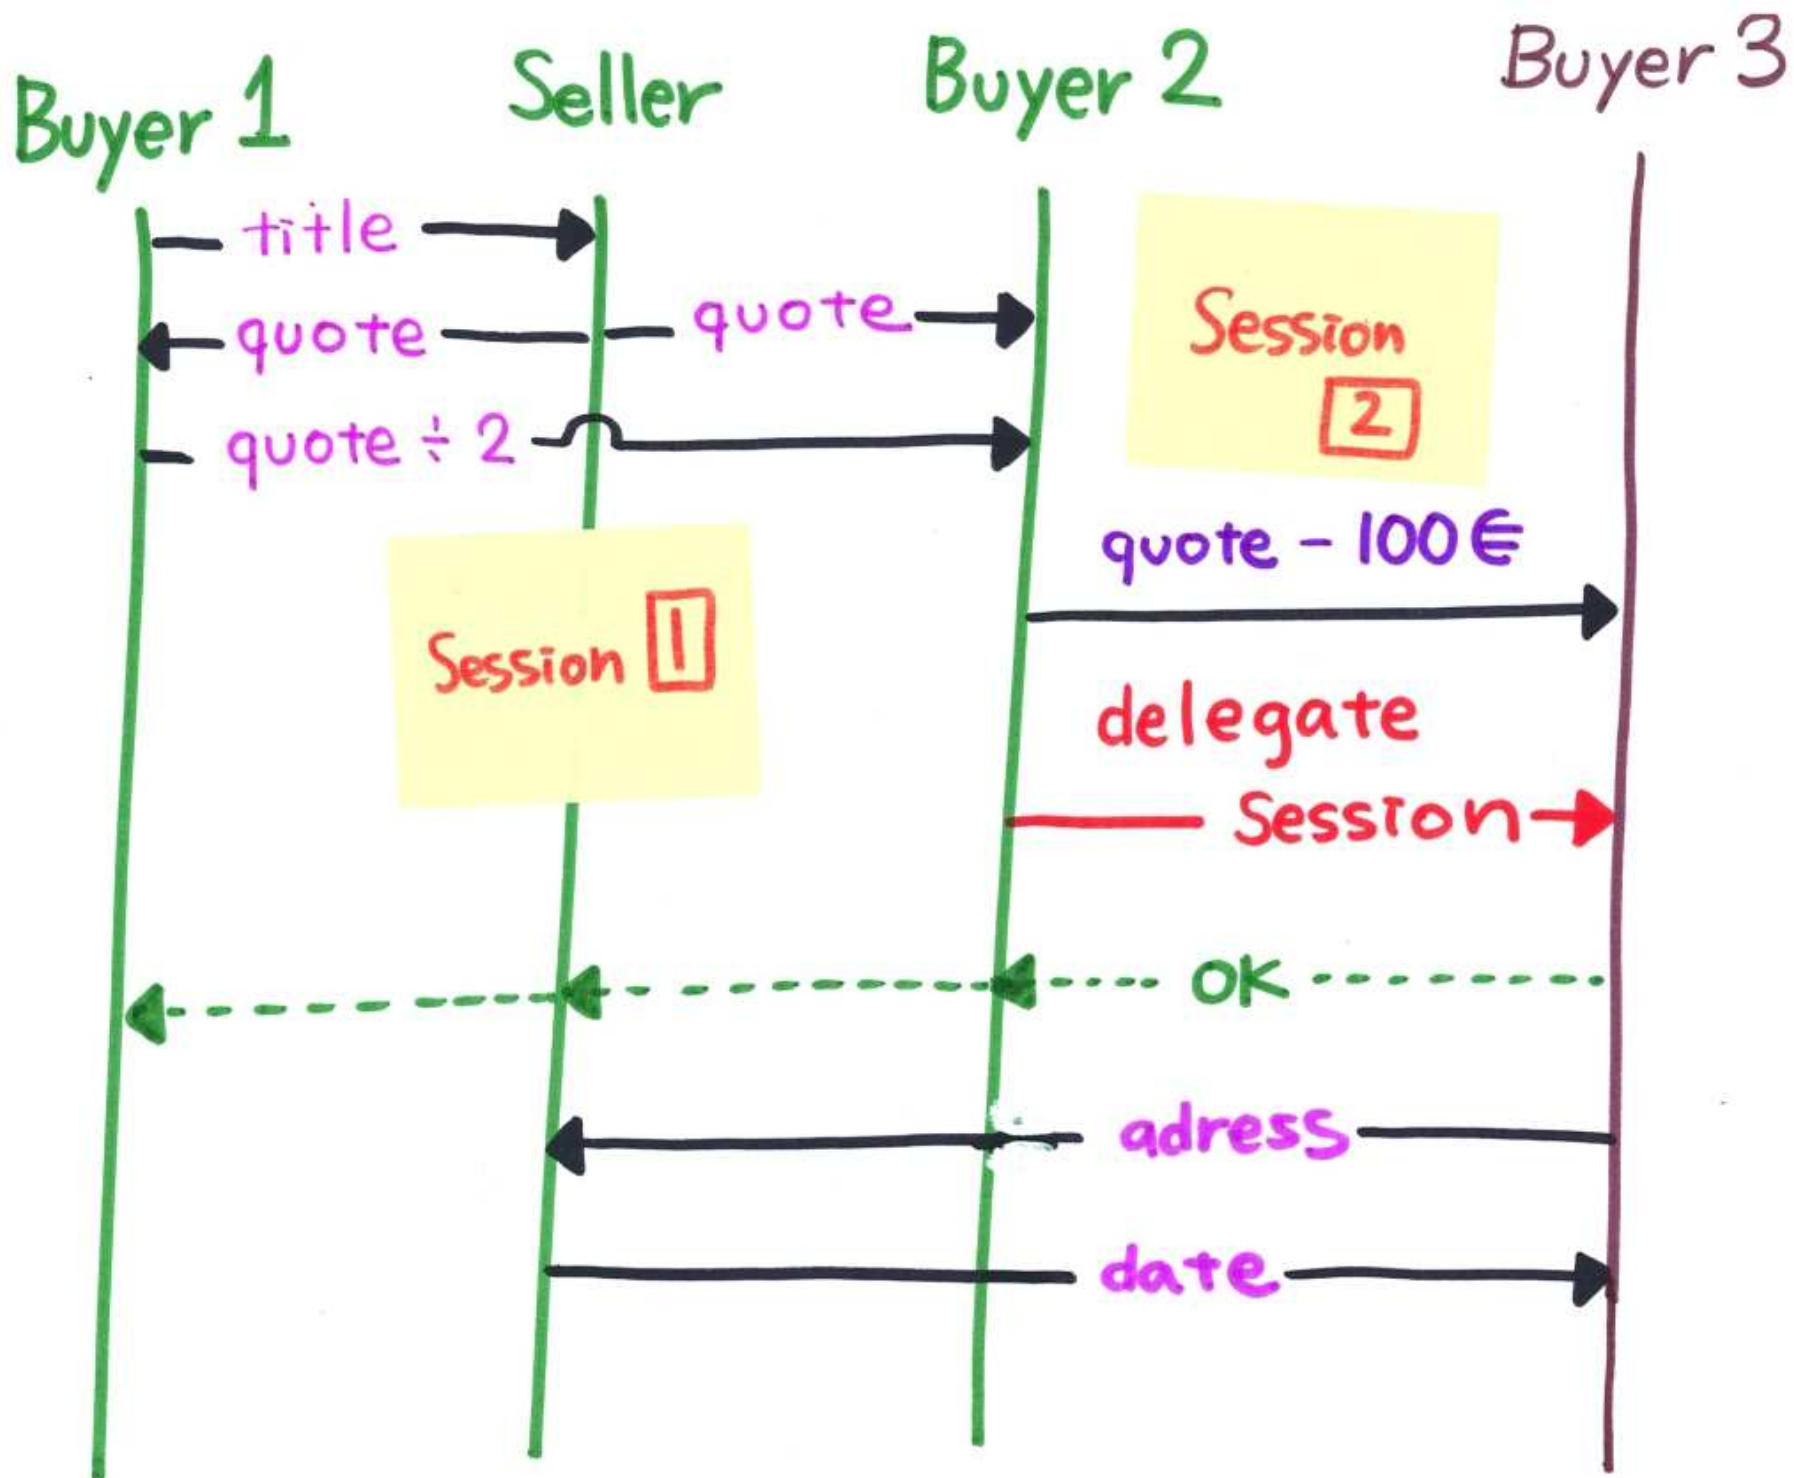 Buyer 1
Seller
Buyer 2
Buyer 3
title
quote
quote
quote ÷ 2
Session
2
quote - 100€
Session 1
delegate
Session
OK
adress
date